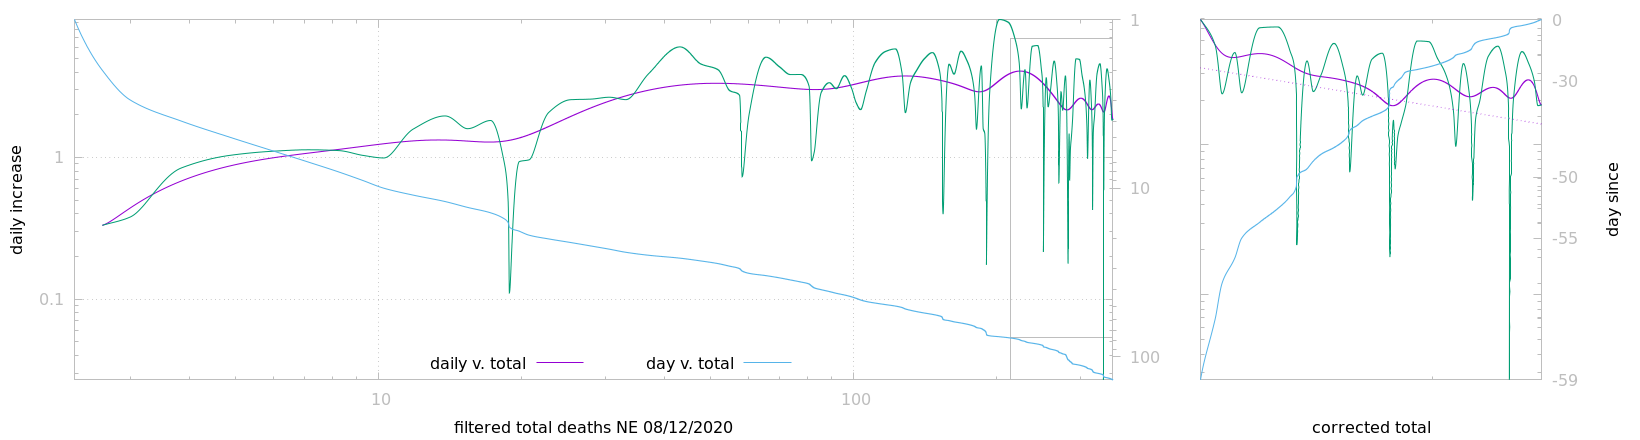 daily increase
1
0.1
10
100
1
10
100
daily v. total
day v. total
filtered total deaths NE 08/12/2020
0
-30
-50
-55
-59
day since
corrected total